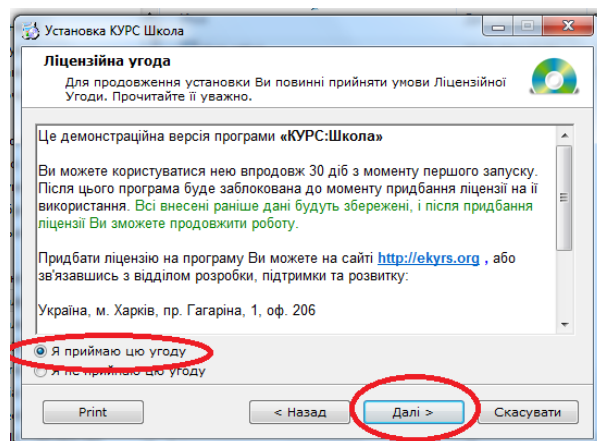 Установка КУРС Школа
Ліцензійна угода
Для продовження установки Ви повинні прийняти умови Ліцензійної
Угоди. Прочитайте її уважно.
Це демонстраційна версія програми «КУРС:Школа»
Ви можете користуватися нею впродовж 30 діб з моменту першого запуску.
Після цього програма буде заблокована до моменту придбання ліцензії на її
використання. Всі внесені раніше дані будуть збережені, і після придбання
ліцензії Ви зможете продовжити роботу.
Придбати ліцензію на програму Ви можете на сайті http://ekyrs.org , або
зв'язавшись з відділом розробки, підтримки та розвитку:
Україна, м. Харків, пр. Гагаріна, 1, оф. 206
Я приймаю цю угоду
Я не приймаю цю угоду
Print
< Назад
Далі >
Скасувати